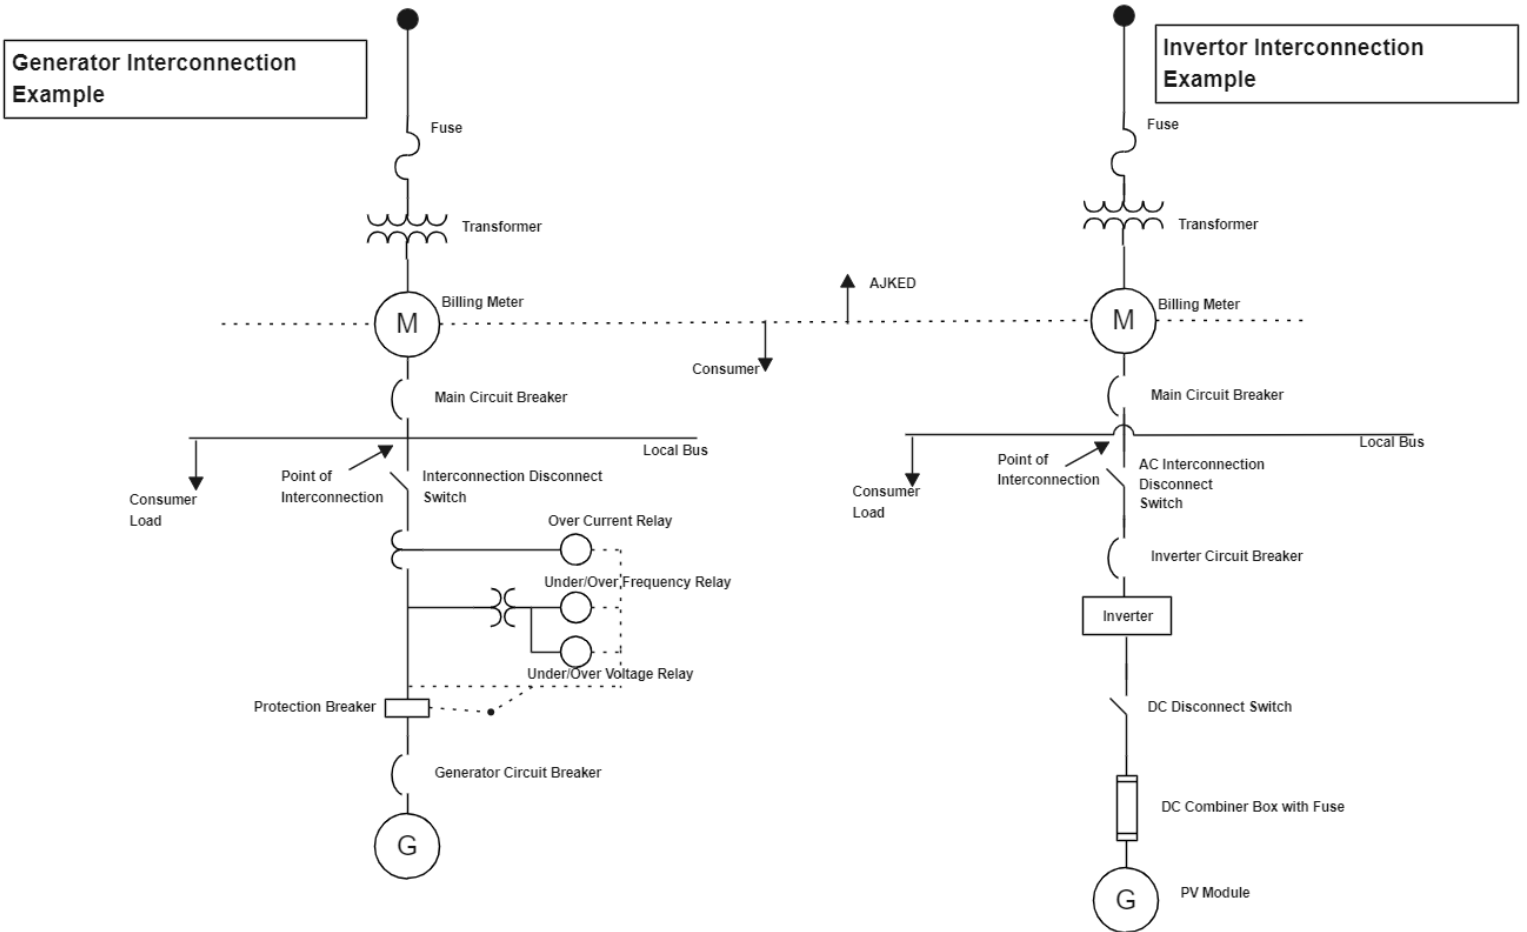 Generator Interconnection
Example
Fuse
Transformer
Billing Meter
M
Main Circuit Breaker
Local Bus
Point of
Interconnection
Interconnection Disconnect
Switch
Consumer
Load
Over Current Relay
Under/Over Frequency Relay
Under/Over Voltage Relay
Protection Breaker
Generator Circuit Breaker
G
AJKED
Consumer
Invertor Interconnection
Example
Fuse
Transformer
Billing Meter
M
Main Circuit Breaker
Local Bus
Point of
Interconnection
AC Interconnection
Disconnect
Switch
Consumer
Load
Inverter Circuit Breaker
Inverter
DC Disconnect Switch
DC Combiner Box with Fuse
G
PV Module